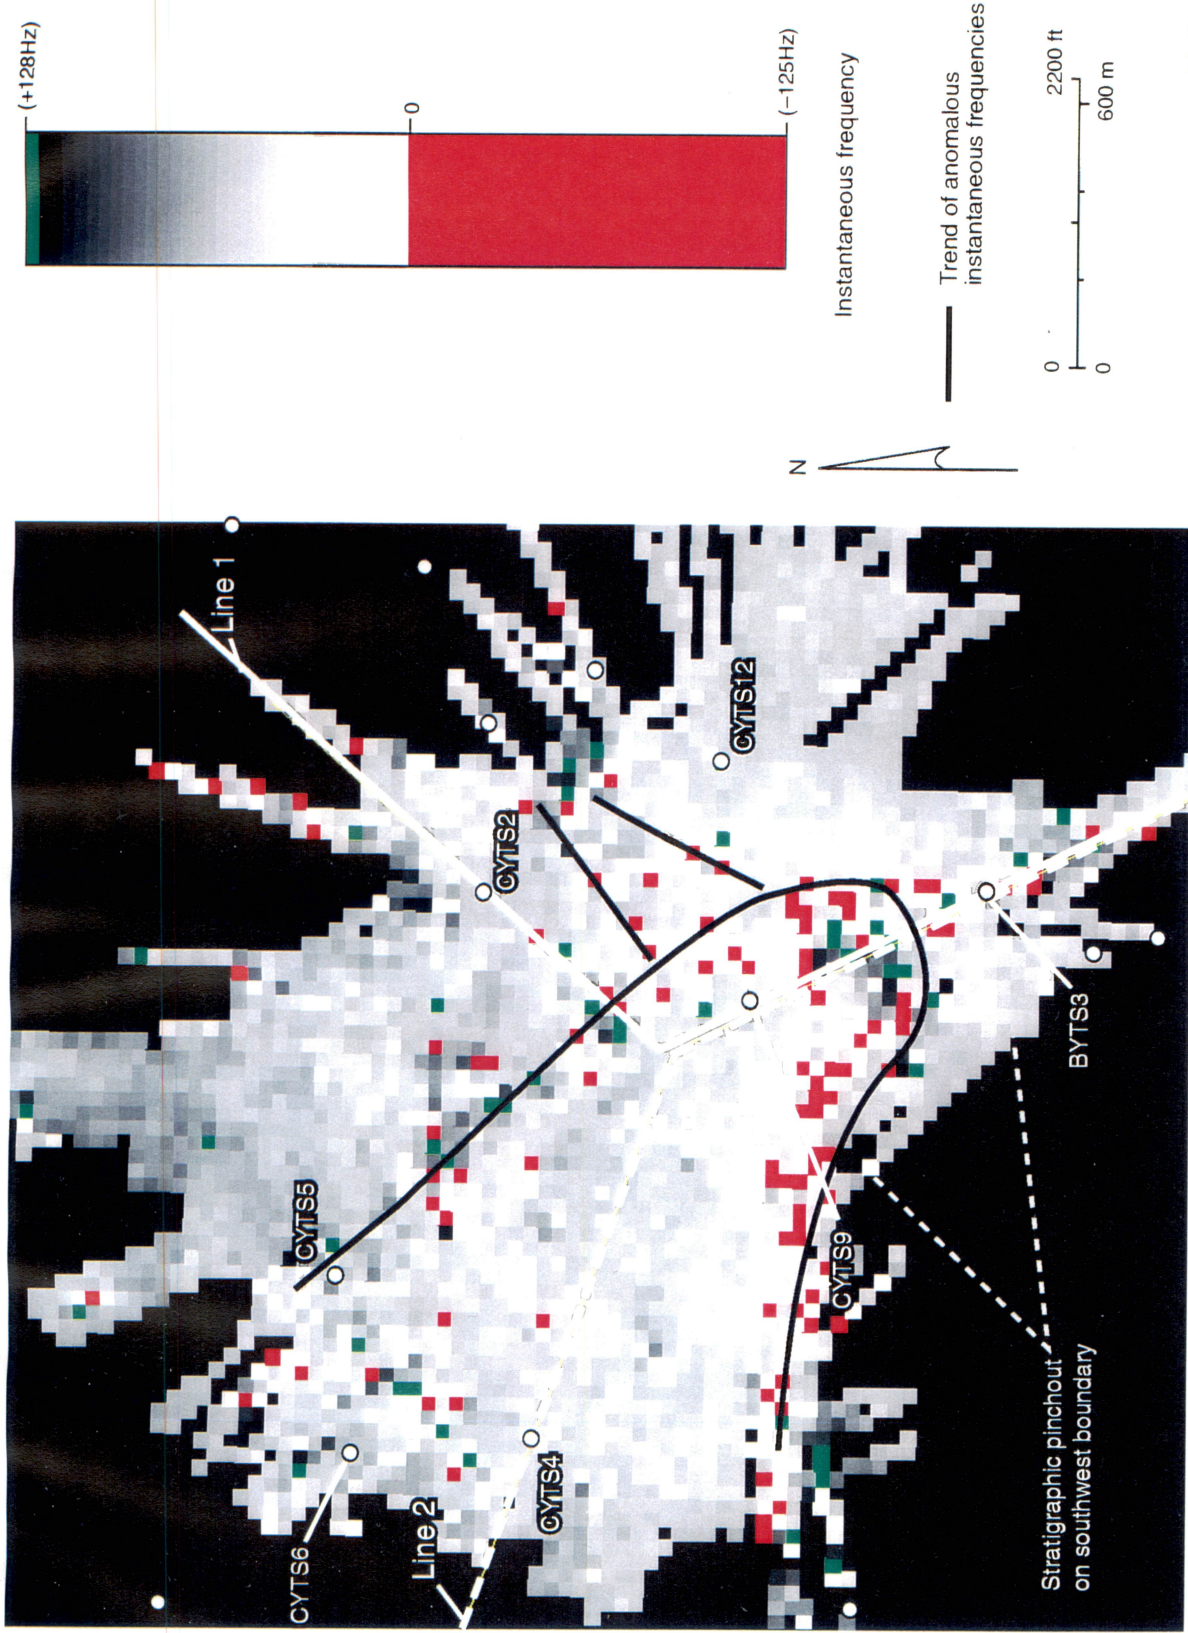 Line 1
CYTS2
CYTS12
CYTS5
CYTS6
Line 2
CYTS4
CYTS9
BYTS3
Stratigraphic pinchout
on southwest boundary
(+128Hz)
0
(−125Hz)
Instantaneous frequency
Trend of anomalous
instantaneous frequencies
N
0 2200 ft
0 600 m